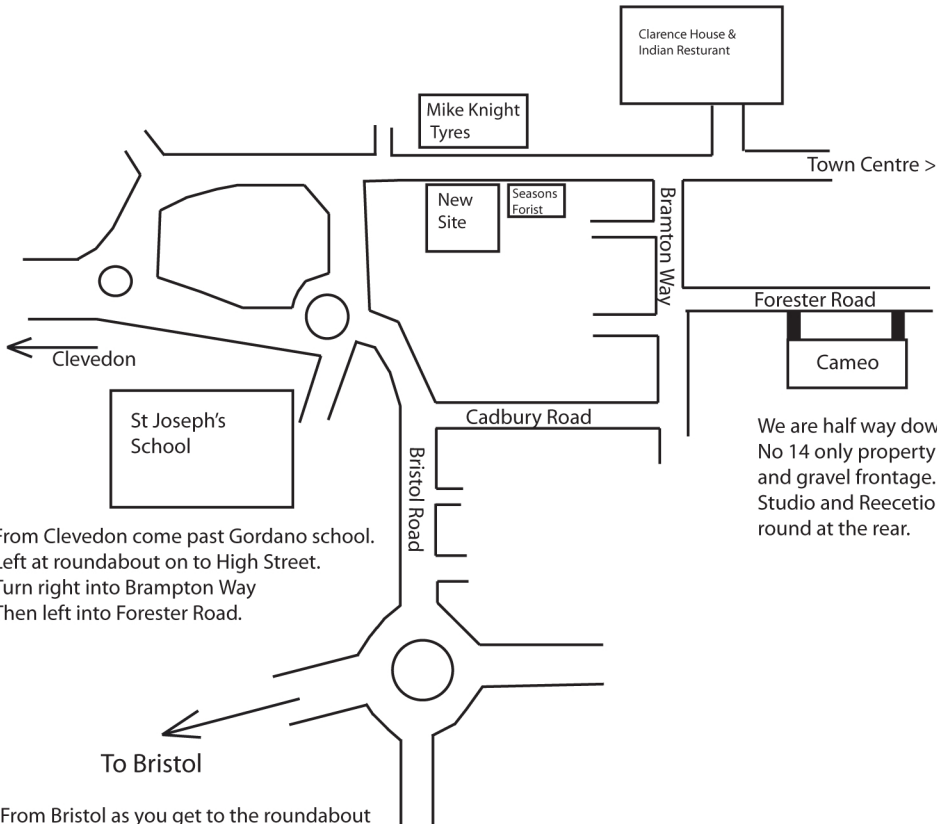 Clarence House &
Indian Resturant
Mike Knight
Tyres
Town Centre >
New
Site
Seasons
Forist
Bramton Way
Forester Road
Clevedon
Cameo
St Joseph's
School
Cadbury Road
Bristol Road
We are half way dow
No 14 only property
and gravel frontage.
Studio and Reecetio
round at the rear.
From Clevedon come past Gordano school.
Left at roundabout on to High Street.
Turn right into Brampton Way
Then left into Forester Road.
To Bristol
From Bristol as you get to the roundabout